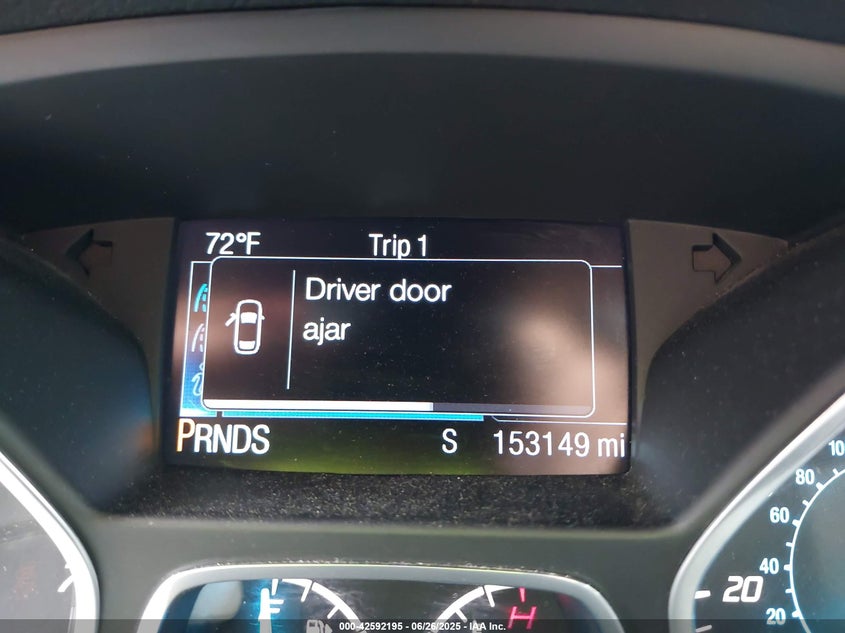 72°F Trip 1
Driver door
ajar
PRNDS S 153149 mi
F H
20
20
40
60
80
000-42592195 - 06/26/2025 - IAA Inc.